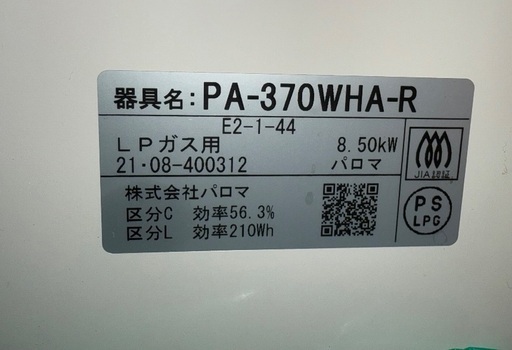 器具名：PA-370WHA-R
E2-1-44
LPガス用 8.50kW
21・08-400312 パロマ
JIA認証
株式会社パロマ
区分C 効率56.3%
区分L 効率210Wh
PS
LPG